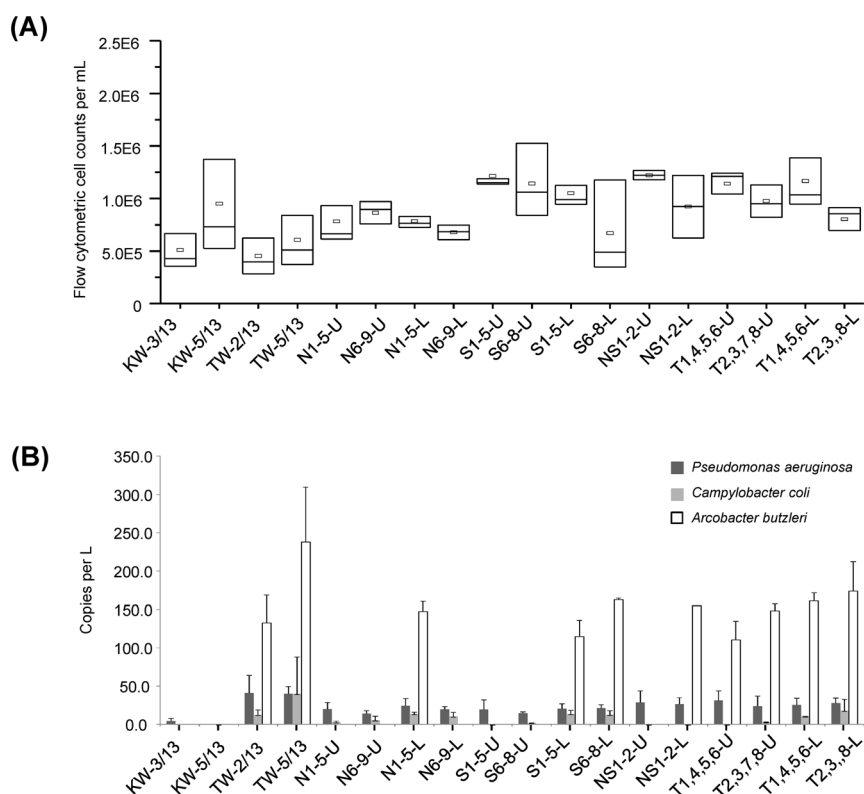 (A)
Flow cytometric cell counts per mL
2.5E6
2.0E6
1.5E6
1.0E6
5.0E5
0
KW-3/13
KW-5/13
TW-2/13
TW-5/13
N1-5-U
N6-9-U
N1-5-L
N6-9-L
S1-5-U
S6-8-U
S1-5-L
S6-8-L
NS1-2-U
NS1-2-L
T1,4,5,6-U
T2,3,7,8-U
T1,4,5,6-L
T2,3,,8-L
(B)
Copies per L
350.0
300.0
250.0
200.0
150.0
100.0
50.0
0.0
Pseudomonas aeruginosa
Campylobacter coli
Arcobacter butzleri
KW-3/13
KW-5/13
TW-2/13
TW-5/13
N1-5-U
N6-9-U
N1-5-L
N6-9-L
S1-5-U
S6-8-U
S1-5-L
S6-8-L
NS1-2-U
NS1-2-L
T1,4,5,6-U
T2,3,7,8-U
T1,4,5,6-L
T2,3,,8-L